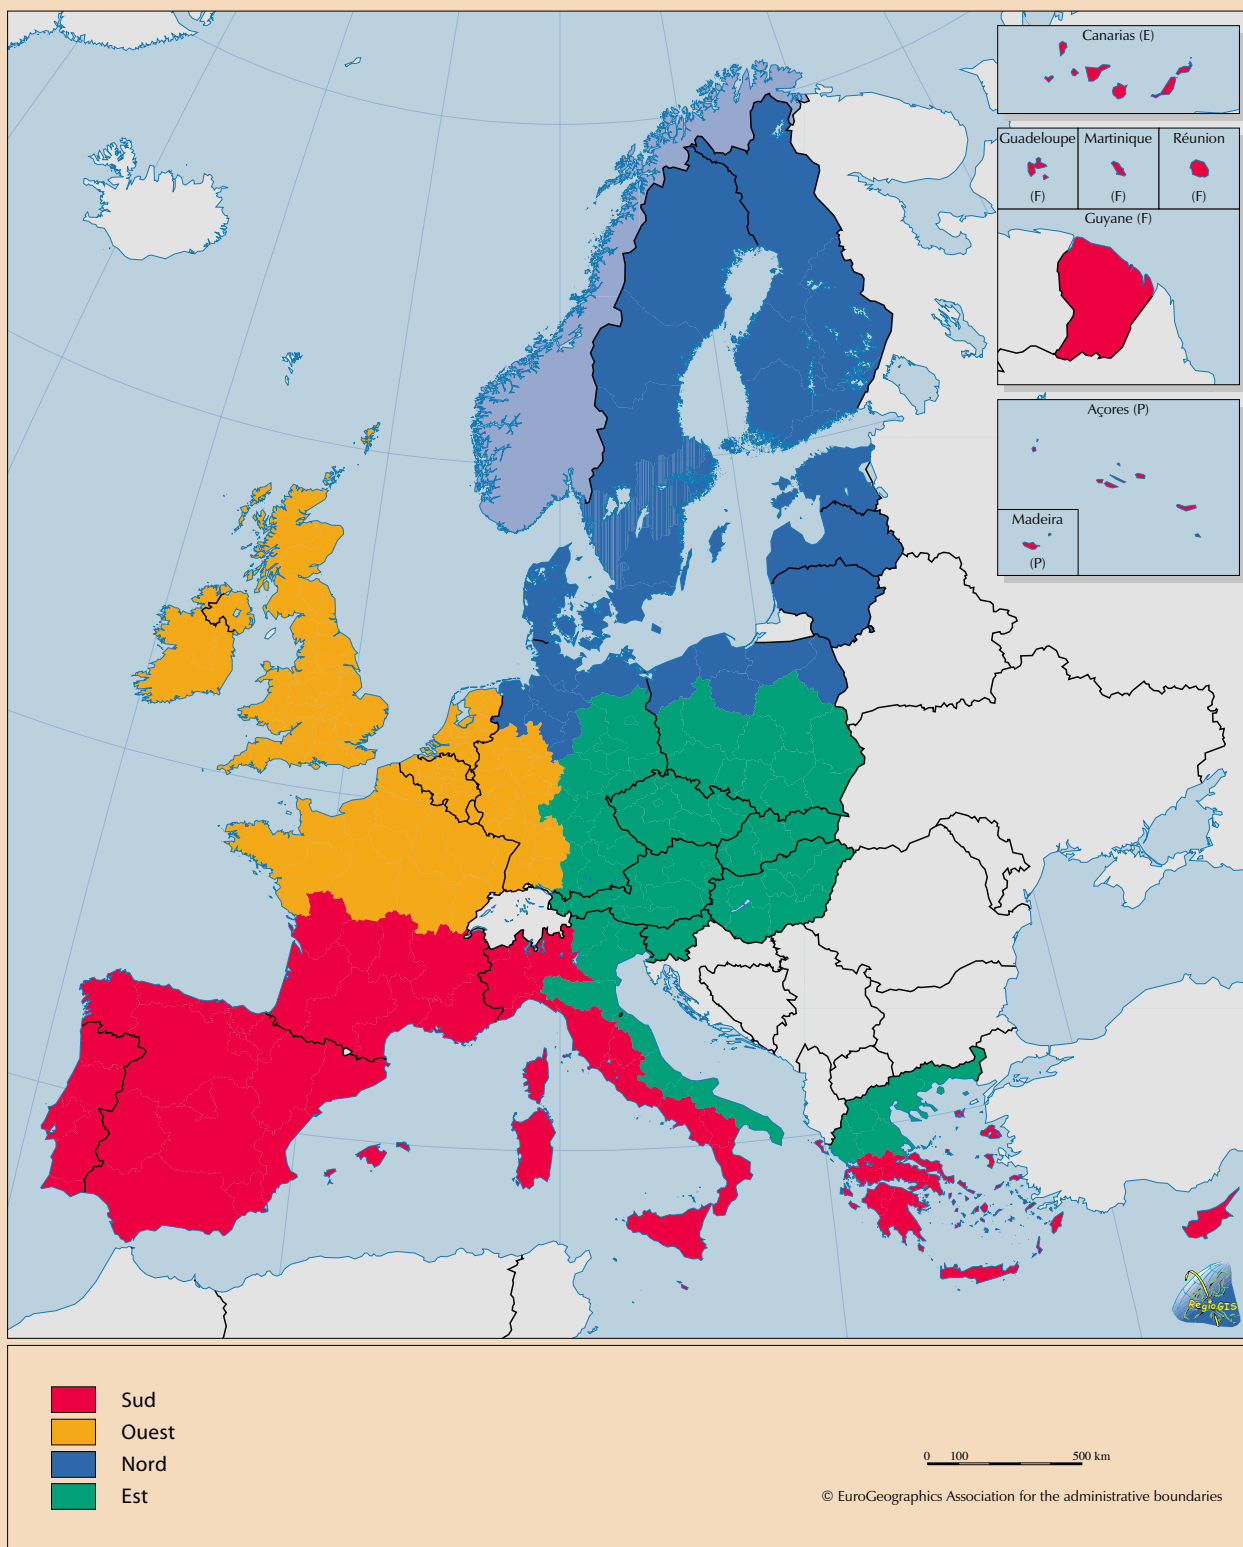 Canarias (E)
Guadeloupe
Martinique
Réunion
(F)
(F)
(F)
Guyane (F)
Açores (P)
Madeira
(P)
RegioGIS
Sud
Ouest
Nord
Est
0 100 500 km
© EuroGeographics Association for the administrative boundaries